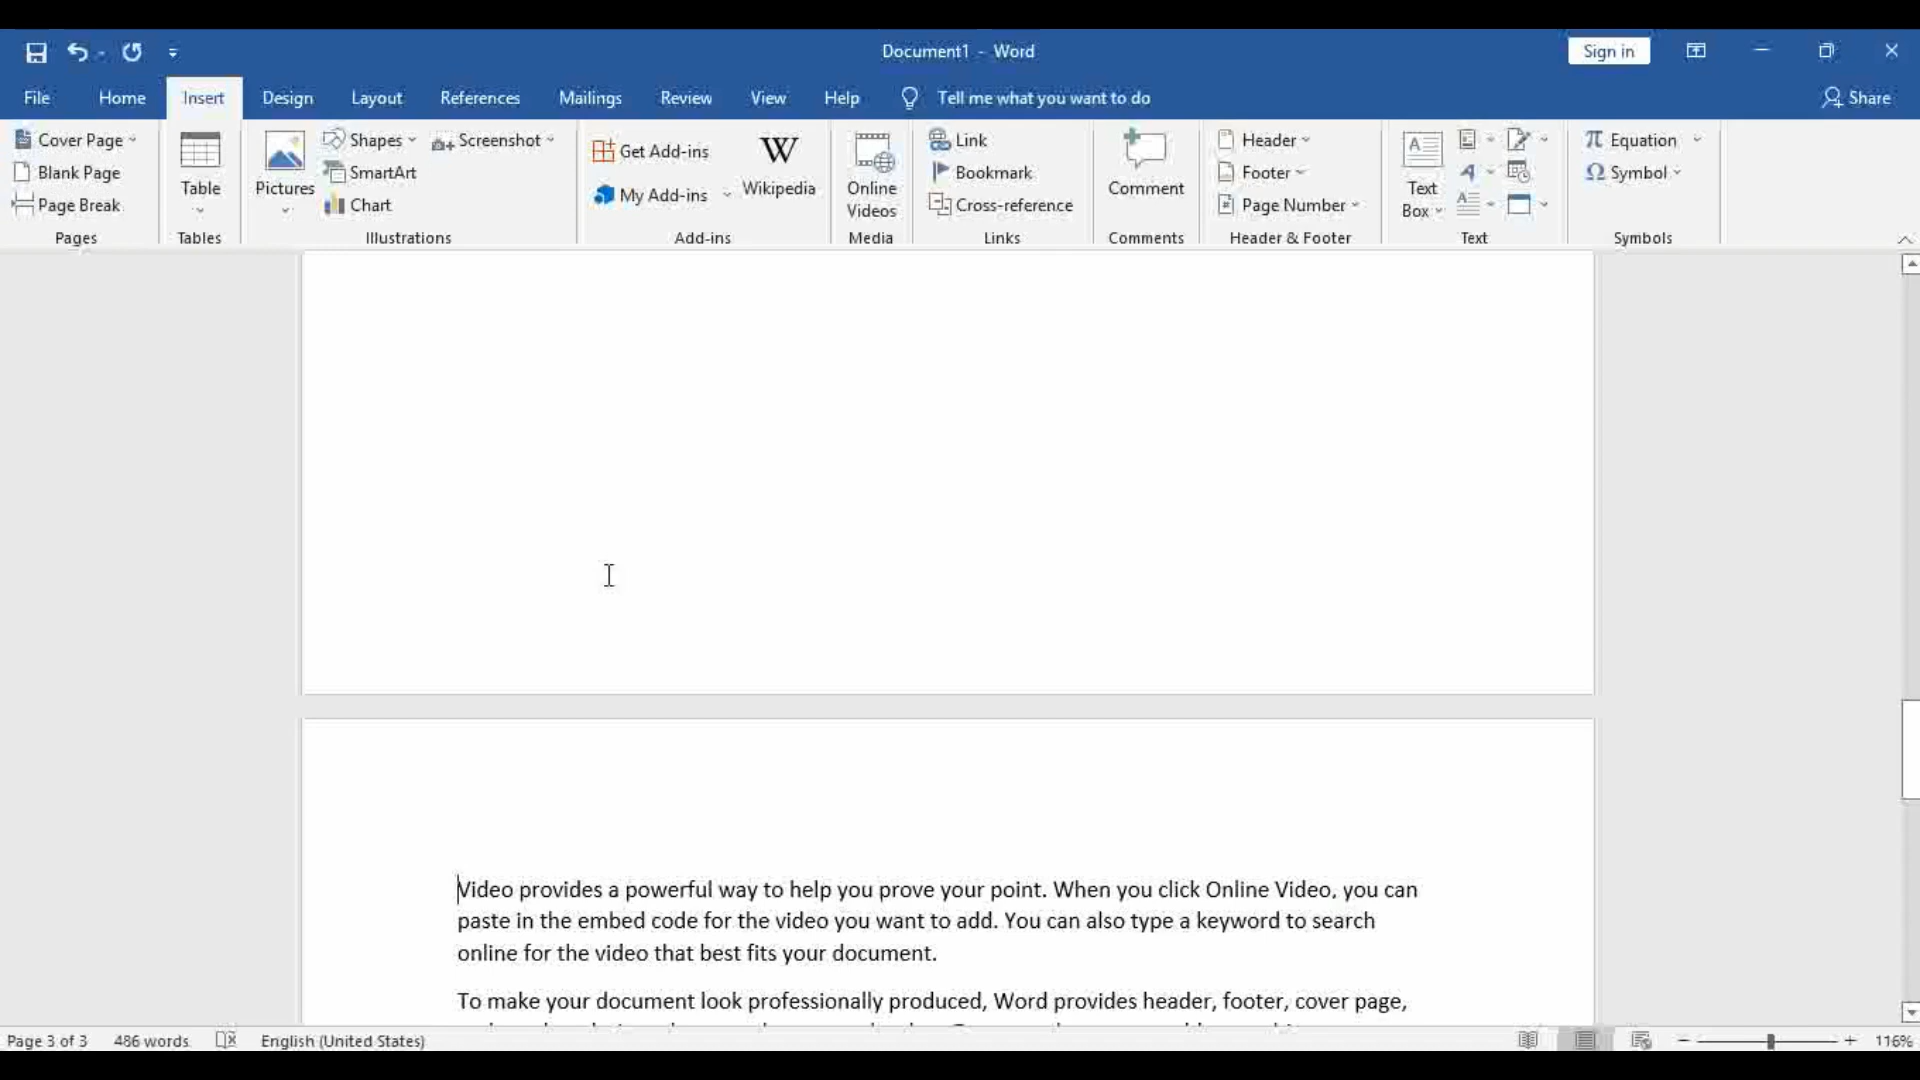 Document1 - Word
Sign in
File Home Insert Design Layout References Mailings Review View Help Tell me what you want to do Share
Cover Page
Blank Page
Page Break
Pages
Table
Tables
Pictures
Shapes
SmartArt
Chart
Screenshot
Illustrations
Get Add-ins
My Add-ins
Wikipedia
Add-ins
Online
Videos
Media
Link
Bookmark
Cross-reference
Links
Comment
Comments
Header
Footer
Page Number
Header & Footer
Text
Box
Text
Equation
Symbol
Symbols
Video provides a powerful way to help you prove your point. When you click Online Video, you can
paste in the embed code for the video you want to add. You can also type a keyword to search
online for the video that best fits your document.
To make your document look professionally produced, Word provides header, footer, cover page,
Page 3 of 3 486 words English (United States) 116%